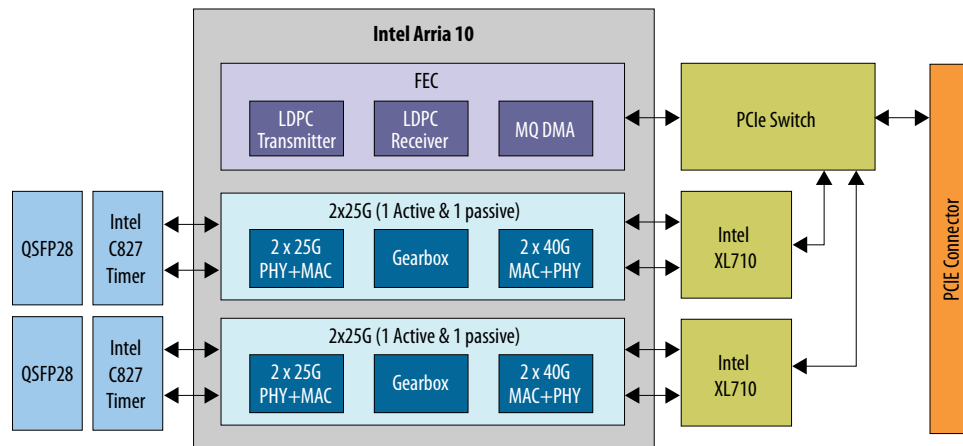 Intel Arria 10
FEC
LDPC
Transmitter
LDPC
Receiver
MQ DMA
PCIe Switch
PCIE Connector
QSFP28
Intel
C827
Timer
2x25G (1 Active & 1 passive)
2 x 25G
PHY+MAC
Gearbox
2 x 40G
MAC+PHY
Intel
XL710
QSFP28
Intel
C827
Timer
2x25G (1 Active & 1 passive)
2 x 25G
PHY+MAC
Gearbox
2 x 40G
MAC+PHY
Intel
XL710